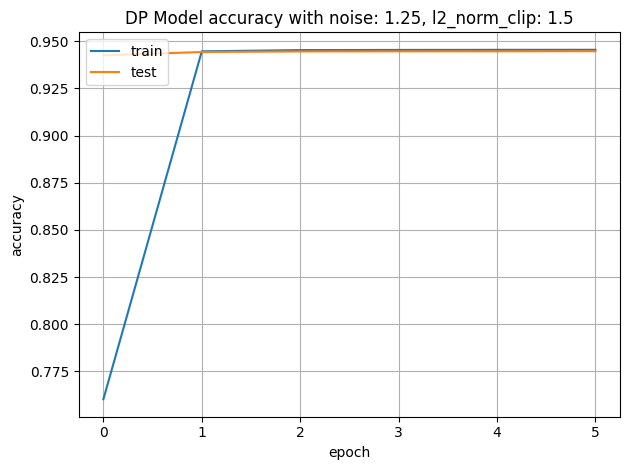 DP Model accuracy with noise: 1.25, l2_norm_clip: 1.5
train
test
0.950
0.925
0.900
0.875
0.850
0.825
0.800
0.775
accuracy
0 1 2 3 4 5
epoch